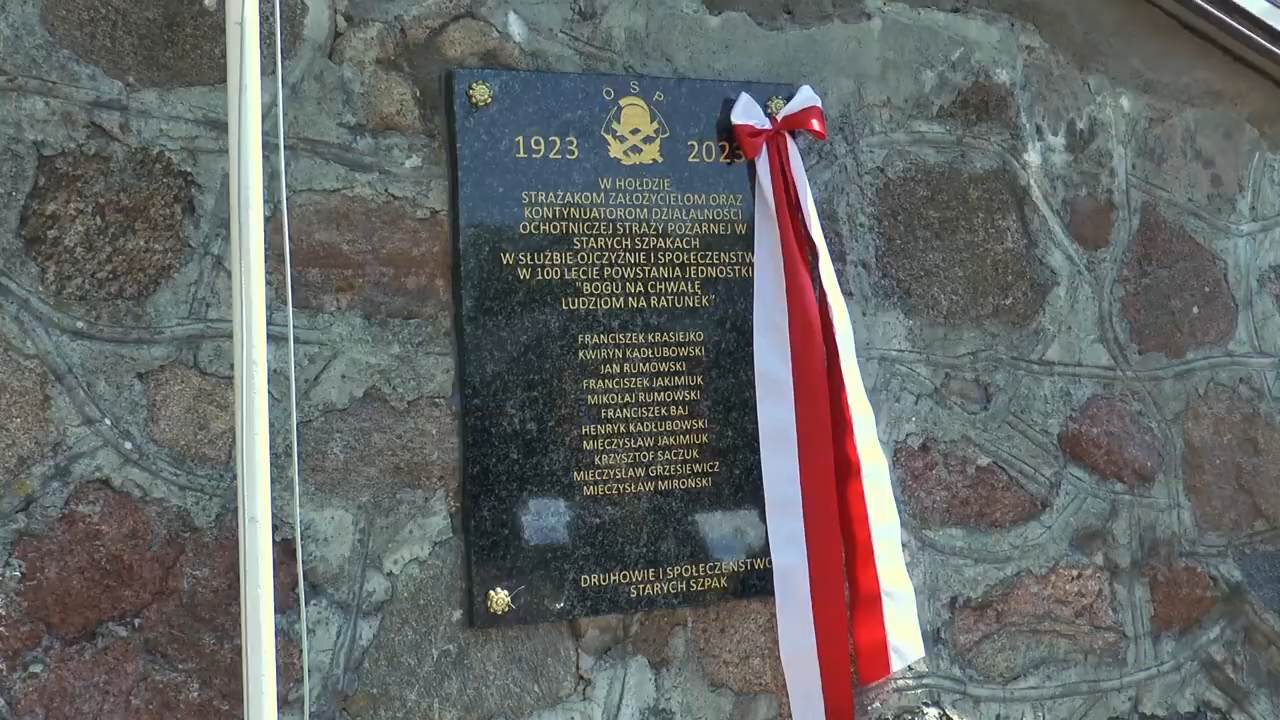 OSP
1923 2023
W HOŁDZIE
STRAŻAKOM ZAŁOŻYCIELOM ORAZ
KONTYNUATOROM DZIAŁALNOŚCI
OCHOTNICZEJ STRAŻY POŻARNEJ W
STARYCH SZPAKACH
W SŁUŻBIE OJCZYŹNIE I SPOŁECZEŃSTW
W 100 LECIE POWSTANIA JEDNOSTKI
"BOGU NA CHWAŁĘ
LUDZIOM NA RATUNEK"
FRANCISZEK KRASIEJKO
KWIRYN KADŁUBOWSKI
JAN RUMOWSKI
FRANCISZEK JAKIMIUK
MIKOŁAJ RUMOWSKI
FRANCISZEK BAJ
HENRYK KADŁUBOWSKI
MIECZYSŁAW JAKIMIUK
KRZYSZTOF SACZUK
MIECZYSŁAW GRZESIEWICZ
MIECZYSŁAW MIROŃSKI
DRUHOWIE I SPOŁECZEŃSTWO
STARYCH SZPAK